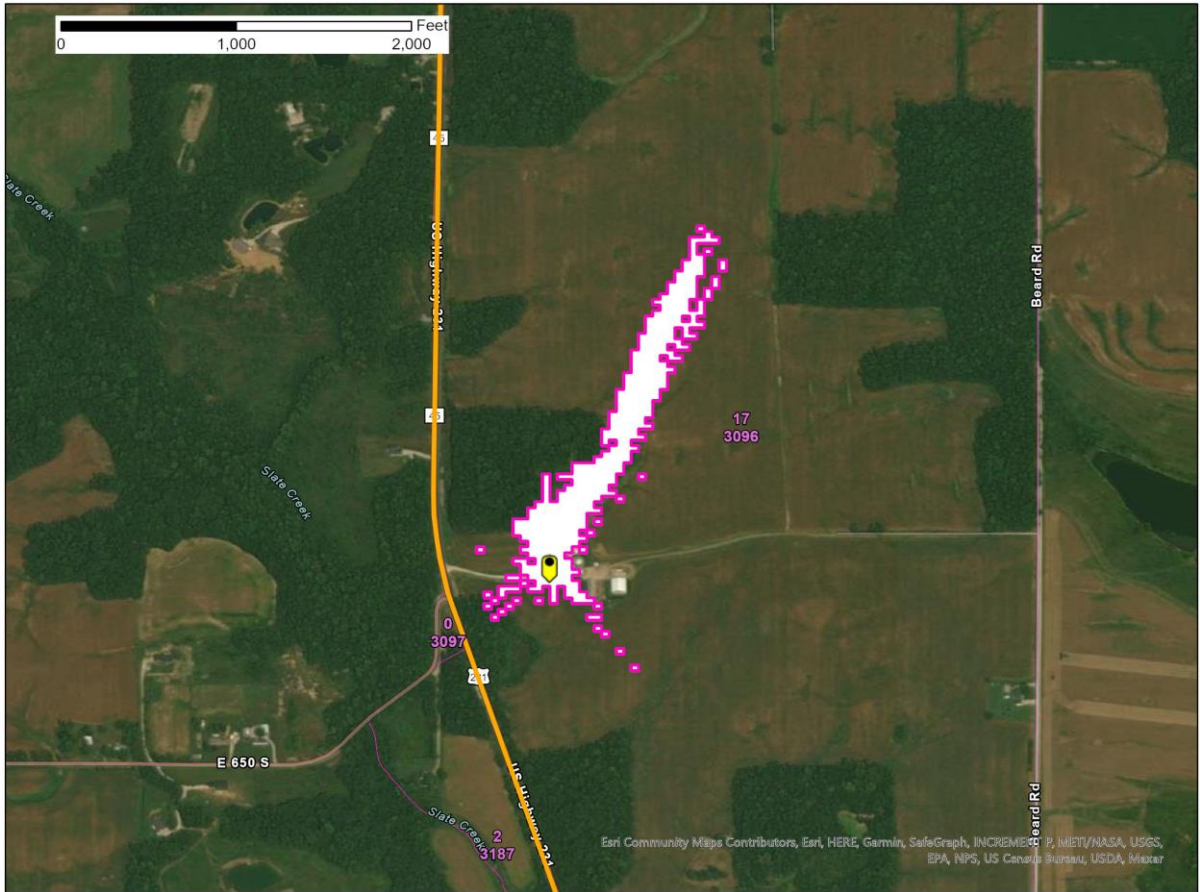 Feet
0 1,000 2,000
Slate Creek
US Highway 231
Beard Rd
17
3096
Slate Creek
0
3097
231
E 650 S
Slate Creek
US Highway 231
2
3187
Beard Rd
Esri Community Maps Contributors, Esri, HERE, Garmin, SafeGraph, INCREMENT P, METI/NASA, USGS,
EPA, NPS, US Census Bureau, USDA, Maxar